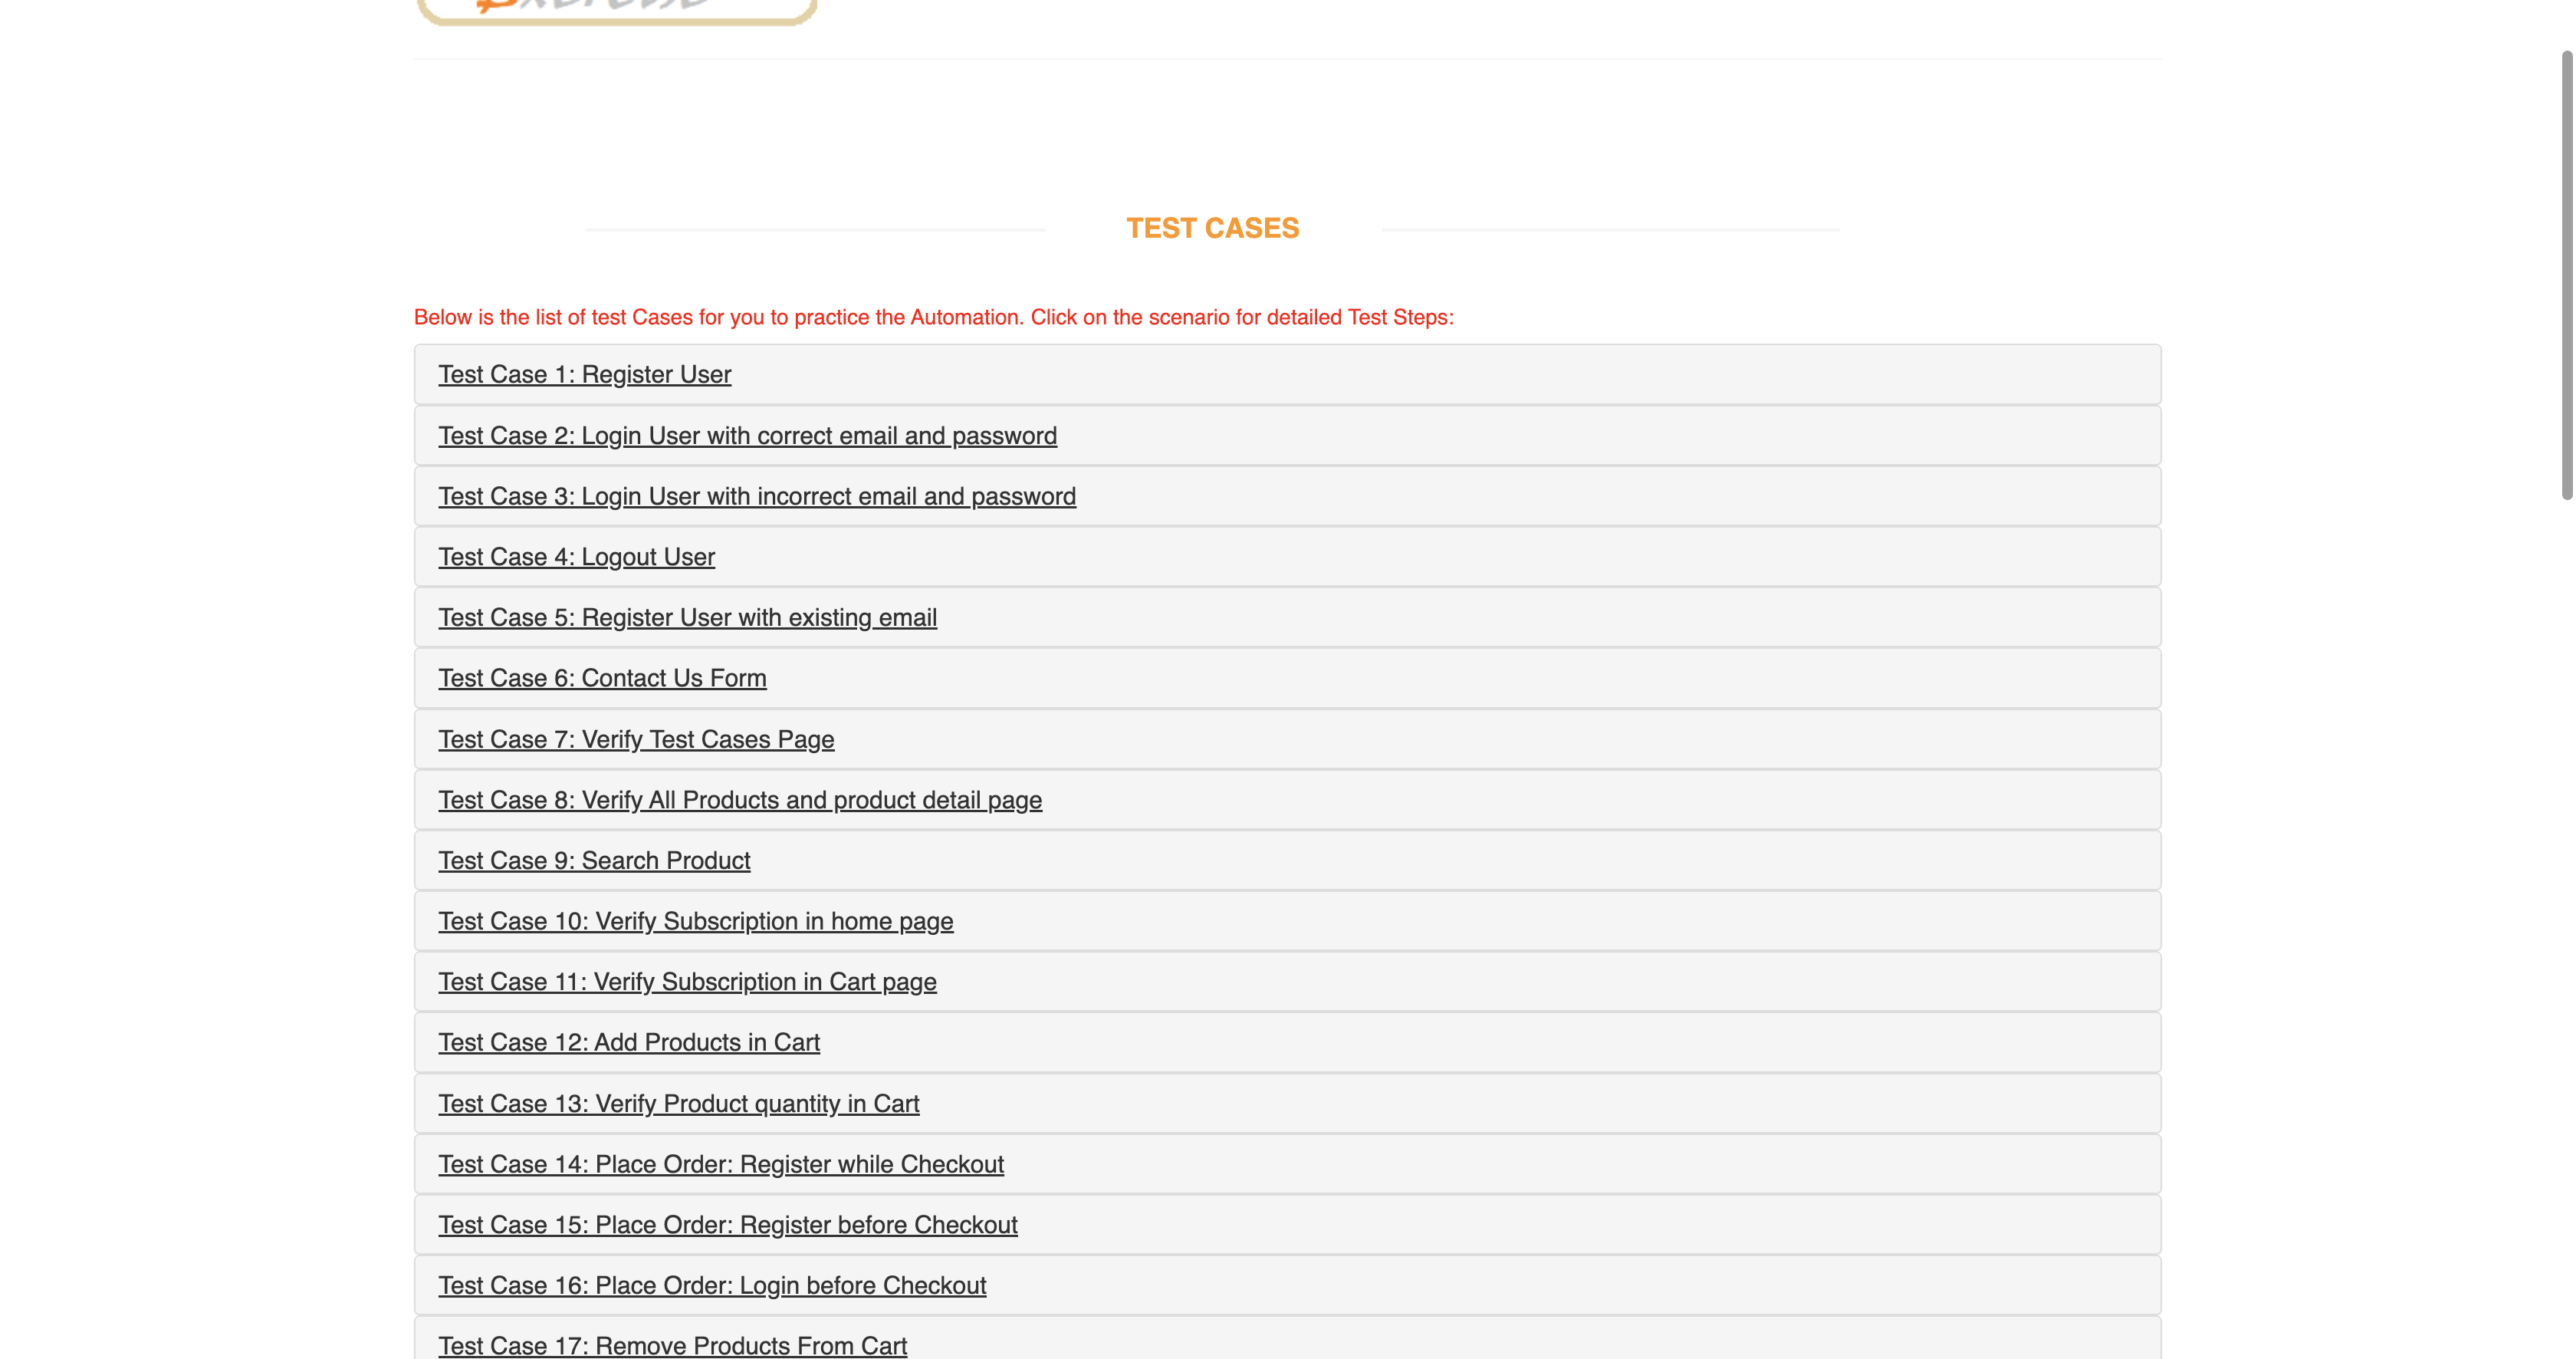 TEST CASES
Below is the list of test Cases for you to practice the Automation. Click on the scenario for detailed Test Steps:
Test Case 1: Register User
Test Case 2: Login User with correct email and password
Test Case 3: Login User with incorrect email and password
Test Case 4: Logout User
Test Case 5: Register User with existing email
Test Case 6: Contact Us Form
Test Case 7: Verify Test Cases Page
Test Case 8: Verify All Products and product detail page
Test Case 9: Search Product
Test Case 10: Verify Subscription in home page
Test Case 11: Verify Subscription in Cart page
Test Case 12: Add Products in Cart
Test Case 13: Verify Product quantity in Cart
Test Case 14: Place Order: Register while Checkout
Test Case 15: Place Order: Register before Checkout
Test Case 16: Place Order: Login before Checkout
Test Case 17: Remove Products From Cart